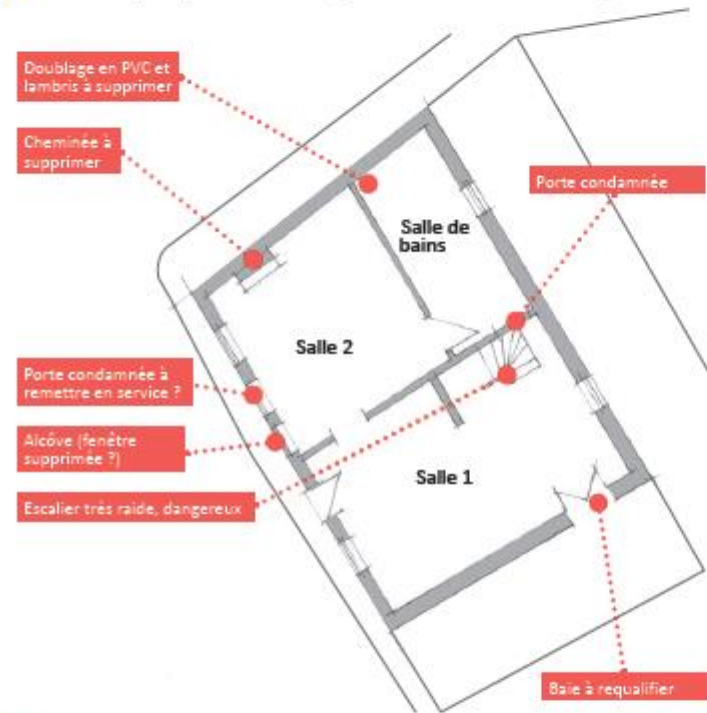 Doublage en PVC et
lambris à supprimer
Cheminée à
supprimer
Porte condamnée
Salle de
bains
Salle 2
Porte condamnée à
remettre en service ?
Alcôve (fenêtre
supprimée ?)
Salle 1
Escalier très raide, dangereux
Baie à requalifier